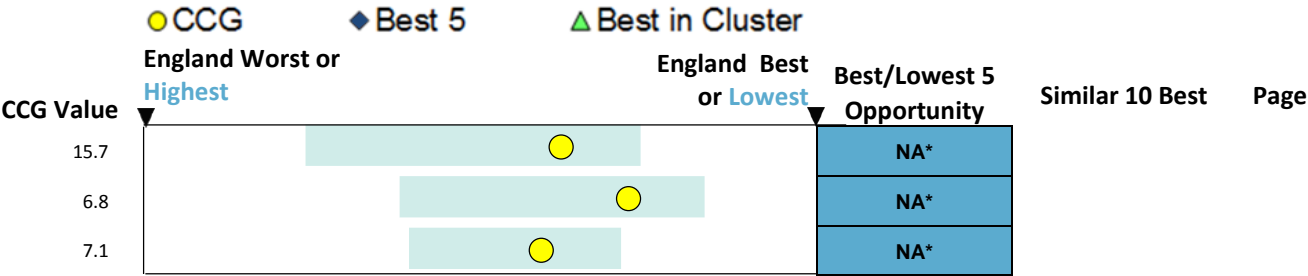 CCG Best 5 Best in Cluster
England Worst or Highest
England Best or Lowest
CCG Value
Best/Lowest 5 Opportunity
Similar 10 Best
Page
15.7 NA*
6.8 NA*
7.1 NA*